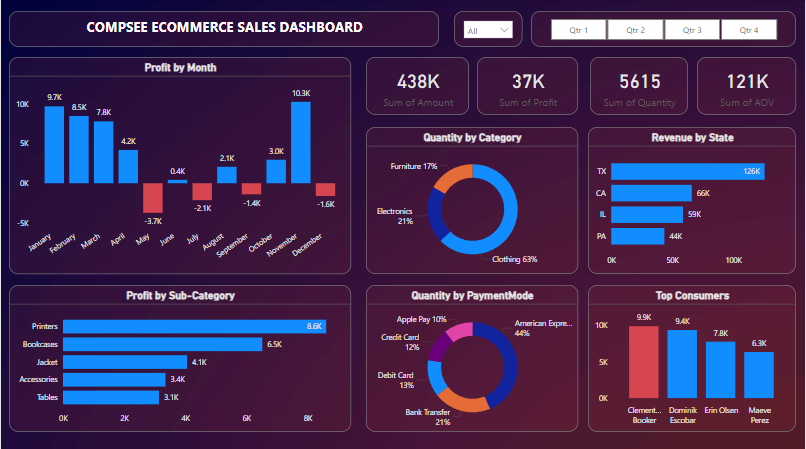 COMPSEE ECOMMERCE SALES DASHBOARD
All
Qtr 1
Qtr 2
Qtr 3
Qtr 4
Profit by Month
10K
5K
0K
-5K
9.7K
8.5K
7.8K
4.2K
-3.7K
0.4K
-2.1K
2.1K
-1.4K
3.0K
10.3K
-1.6K
January
February
March
April
May
June
July
August
September
October
November
December
438K
Sum of Amount
37K
Sum of Profit
5615
Sum of Quantity
121K
Sum of AOV
Quantity by Category
Furniture 17%
Electronics
21%
Clothing 63%
Revenue by State
TX
126K
CA
66K
IL
59K
PA
44K
0K
50K
100K
Profit by Sub-Category
Printers
8.6K
Bookcases
6.5K
Jacket
4.1K
Accessories
3.4K
Tables
3.1K
0K
2K
4K
6K
8K
Quantity by PaymentMode
Apple Pay 10%
Credit Card
12%
Debit Card
13%
Bank Transfer
21%
American Expre...
44%
Top Consumers
10K
5K
0K
9.9K
9.4K
7.8K
6.3K
Clement...
Booker
Dominik
Escobar
Erin Olsen
Maeve
Perez